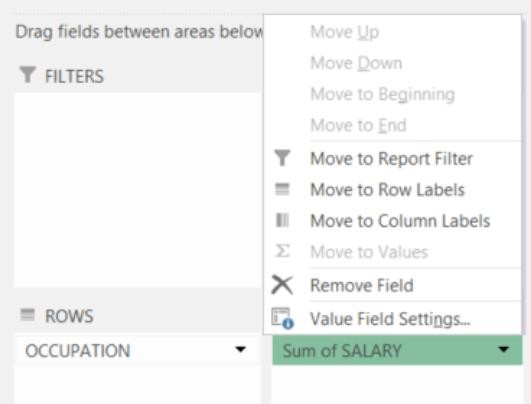 Drag fields between areas below
FILTERS
Move Up
Move Down
Move to Beginning
Move to End
Move to Report Filter
Move to Row Labels
Move to Column Labels
Move to Values
Remove Field
Value Field Settings...
ROWS
OCCUPATION
Sum of SALARY